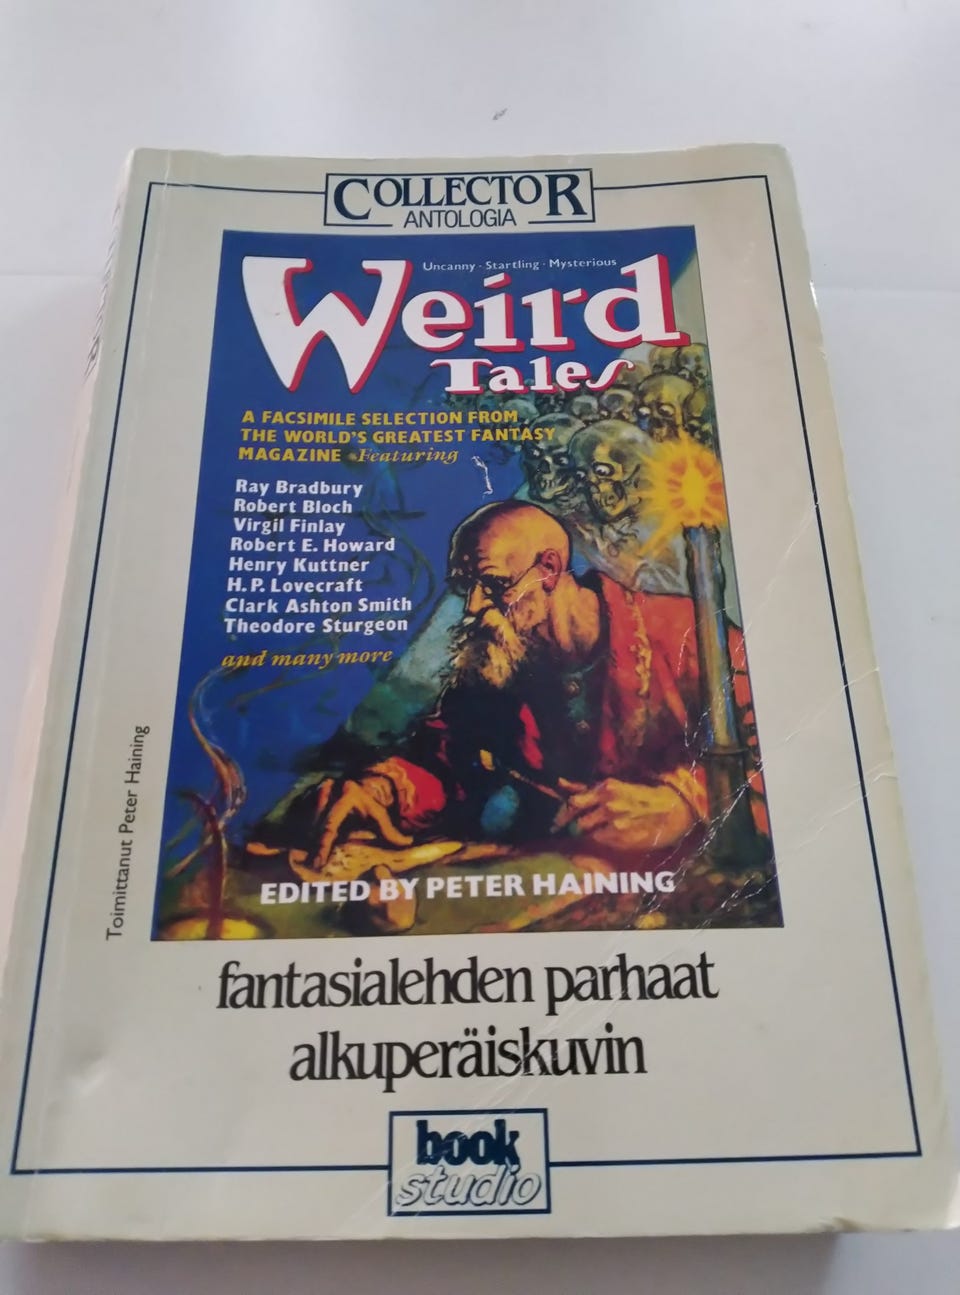 COLLECTOR
ANTOLOGIA
Uncanny · Startling · Mysterious
Weird
Tales
A FACSIMILE SELECTION FROM
THE WORLD'S GREATEST FANTASY
MAGAZINE Featuring
Ray Bradbury
Robert Bloch
Virgil Finlay
Robert E. Howard
Henry Kuttner
H.P. Lovecraft
Clark Ashton Smith
Theodore Sturgeon
and many more
Toimittanut Peter Haining
EDITED BY PETER HAINING
fantasialehden parhaat
alkuperäiskuvin
book
studio